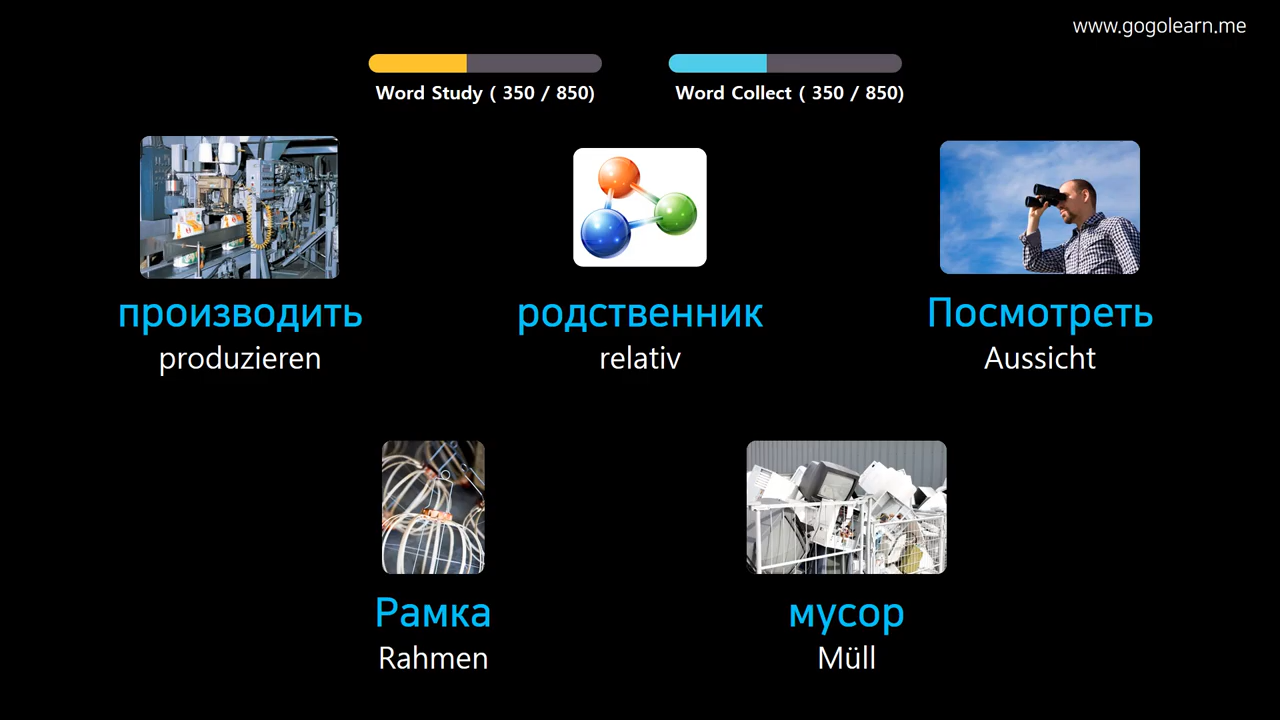 www.gogolearn.me
Word Study ( 350 / 850)
Word Collect ( 350 / 850)
производить
produzieren
родственник
relativ
Посмотреть
Aussicht
Рамка
Rahmen
мусор
Müll